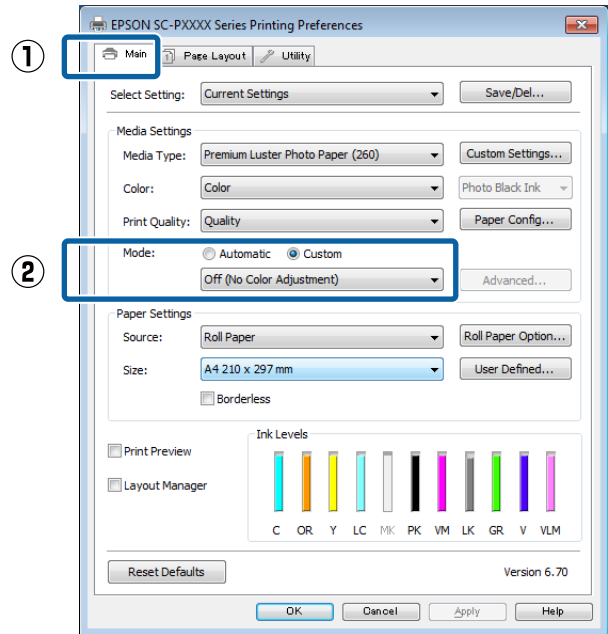 EPSON SC-PXXXX Series Printing Preferences
①
Main 1 Page Layout Utility
Select Setting: Current Settings Save/Del...
Media Settings
Media Type: Premium Luster Photo Paper (260) Custom Settings...
Color: Color Photo Black Ink
Print Quality: Quality Paper Config...
②
Mode: Automatic Custom
Off (No Color Adjustment) Advanced...
Paper Settings
Source: Roll Paper Roll Paper Option...
Size: A4 210 x 297 mm User Defined...
Borderless
Ink Levels
Print Preview
Layout Manager
C OR Y LC MK PK VM LK GR V VLM
Reset Defaults Version 6.70
OK Cancel Apply Help